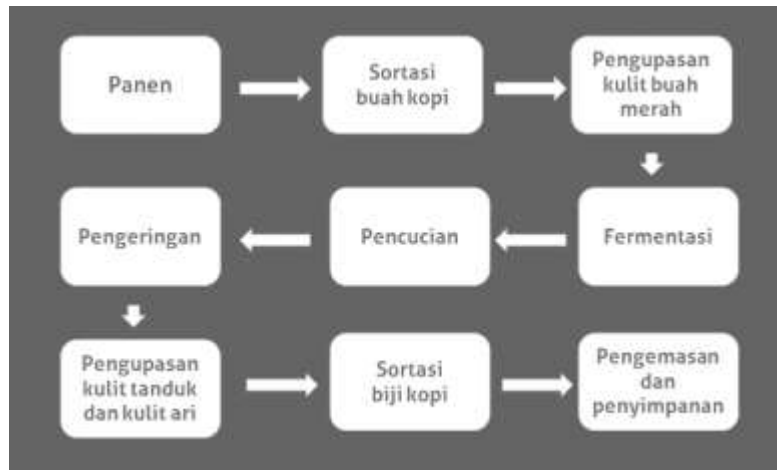 Panen
Sortasi
buah kopi
Pengupasan
kulit buah
merah
Fermentasi
Pencucian
Pengeringan
Pengupasan
kulit tanduk
dan kulit ari
Sortasi
biji kopi
Pengemasan
dan
penyimpanan